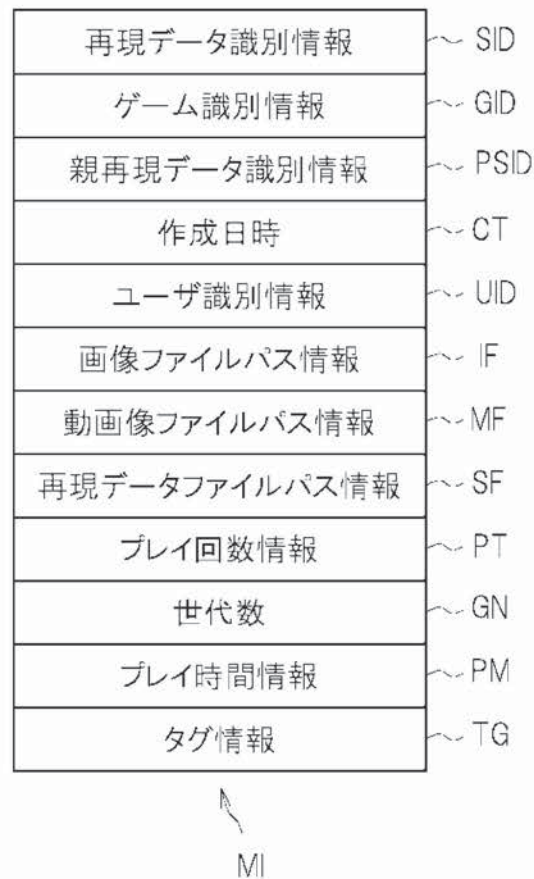 再現データ識別情報 SID
ゲーム識別情報 GID
親再現データ識別情報 PSID
作成日時 CT
ユーザ識別情報 UID
画像ファイルパス情報 IF
動画像ファイルパス情報 MF
再現データファイルパス情報 SF
プレイ回数情報 PT
世代数 GN
プレイ時間情報 PM
タグ情報 TG
MI